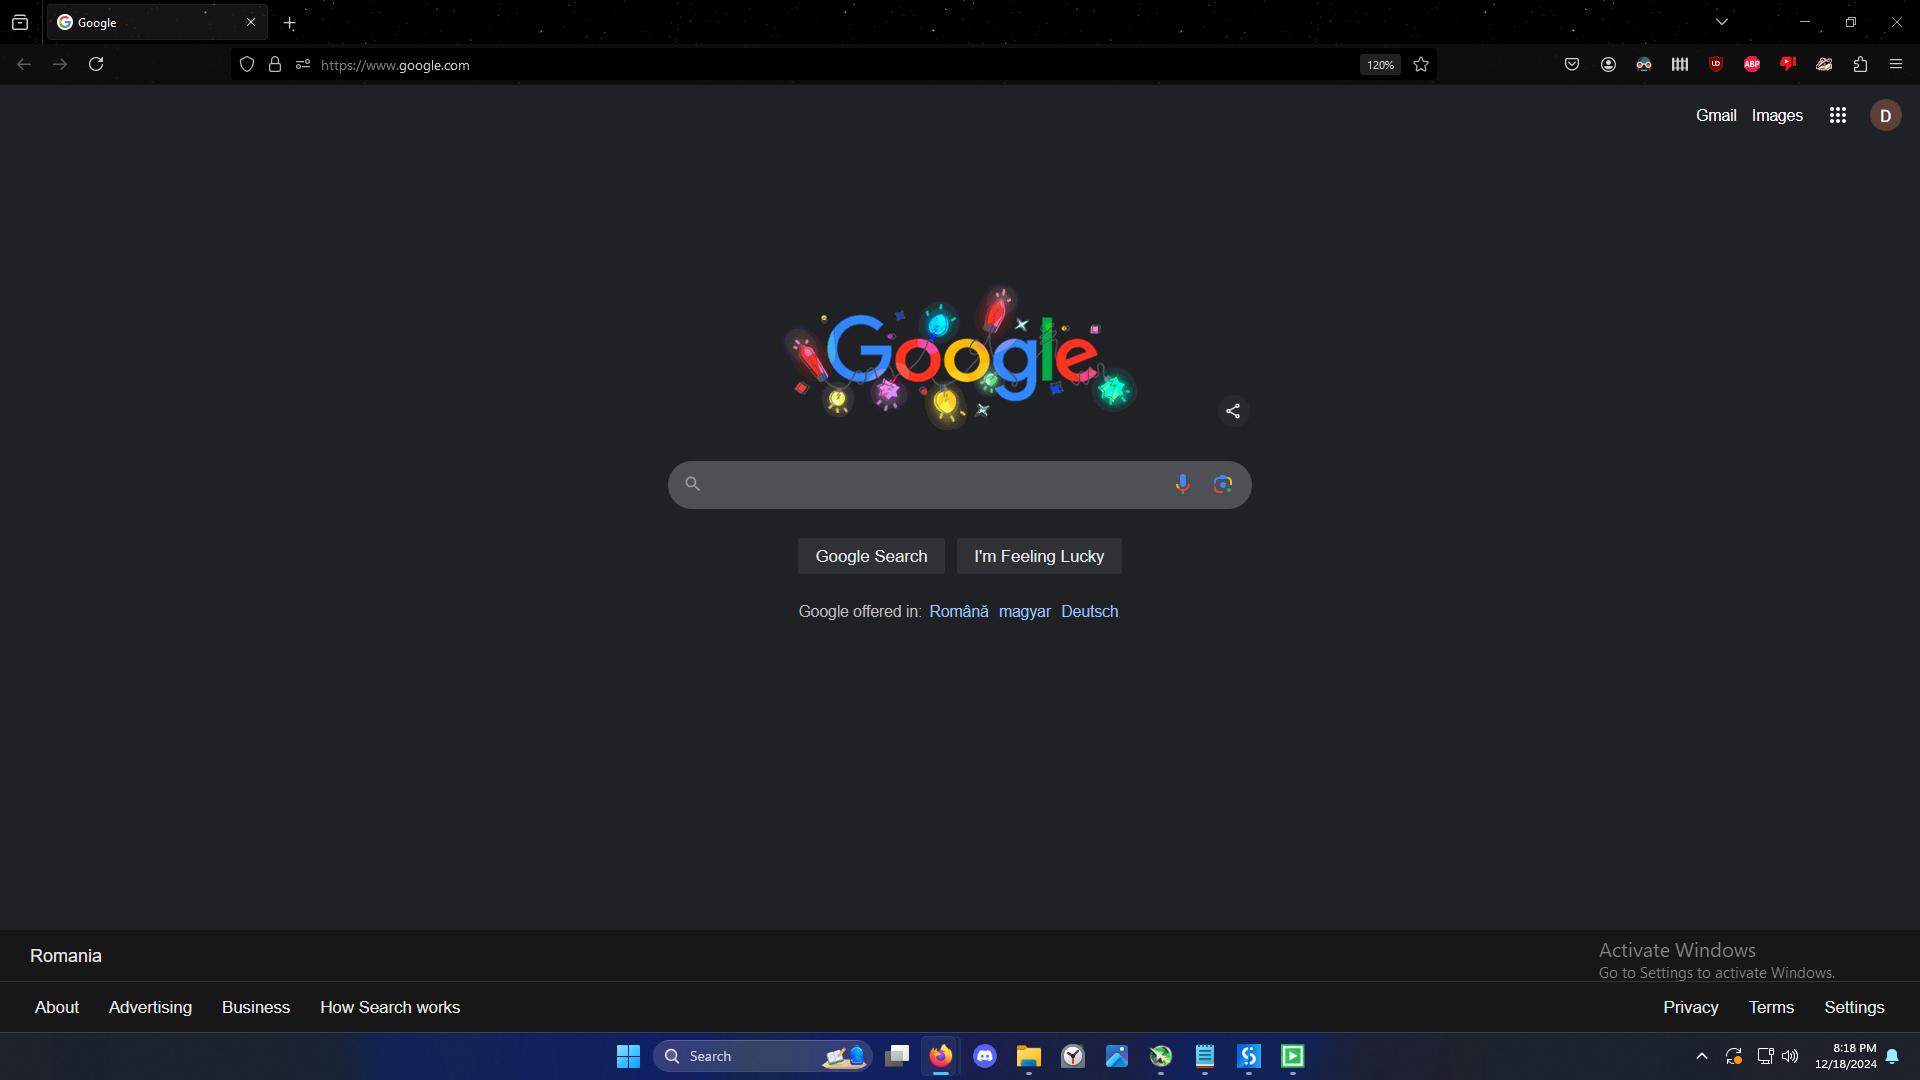 Google
https://www.google.com
120%
UD
ABP
Gmail Images
D
Google
Google Search
I'm Feeling Lucky
Google offered in: Română magyar Deutsch
Romania
Activate Windows
Go to Settings to activate Windows.
About Advertising Business How Search works
Privacy Terms Settings
Search
8:18 PM
12/18/2024